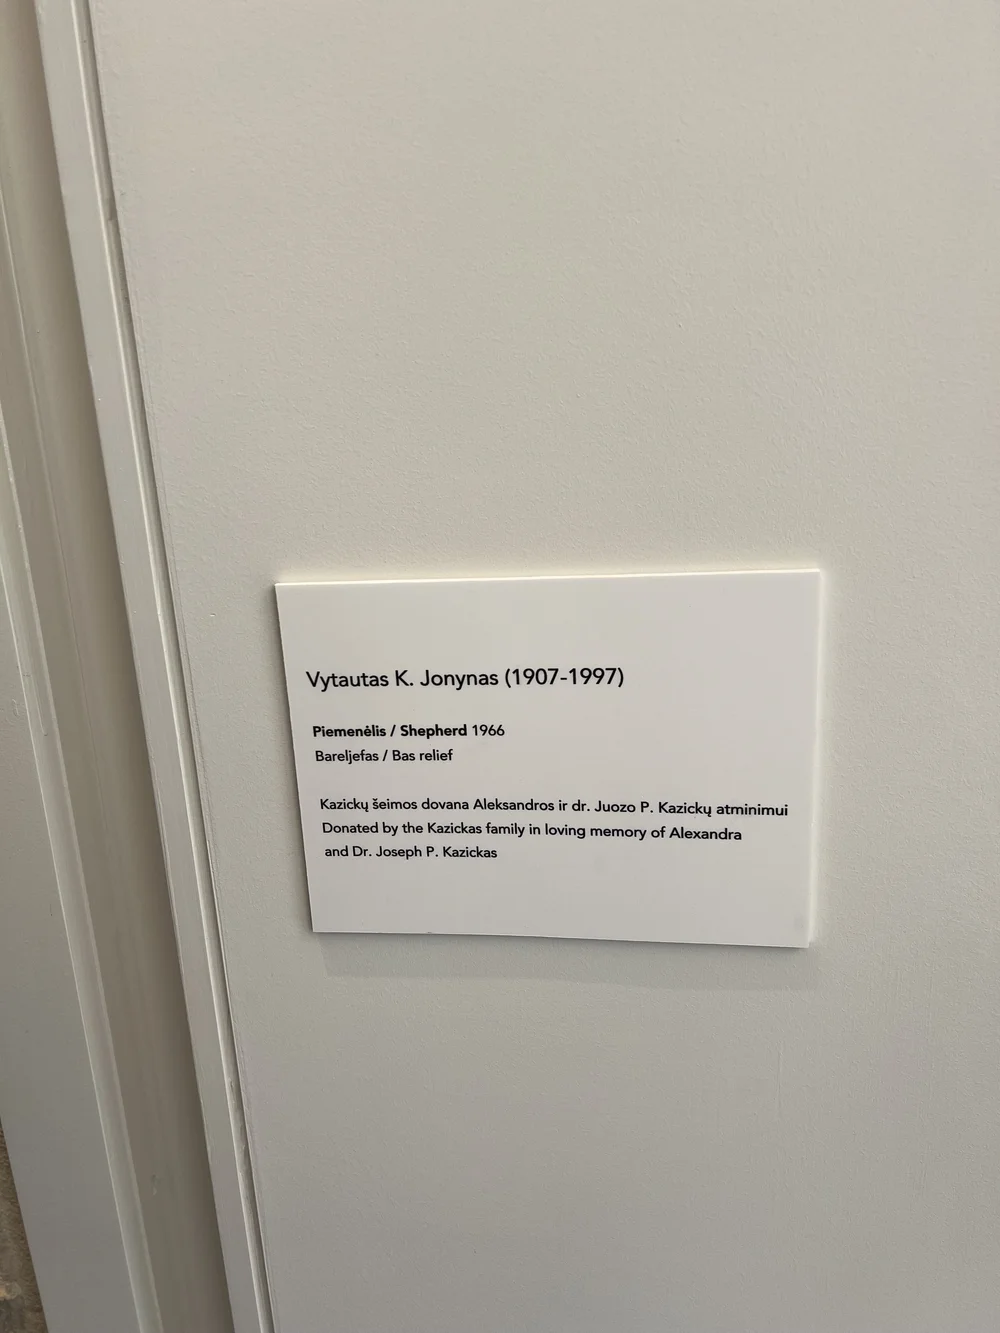 Vytautas K. Jonynas (1907-1997)
Piemenėlis / Shepherd 1966
Bareljefas / Bas relief
Kazickų šeimos dovana Aleksandros ir dr. Juozo P. Kazickų atminimui
Donated by the Kazickas family in loving memory of Alexandra
and Dr. Joseph P. Kazickas